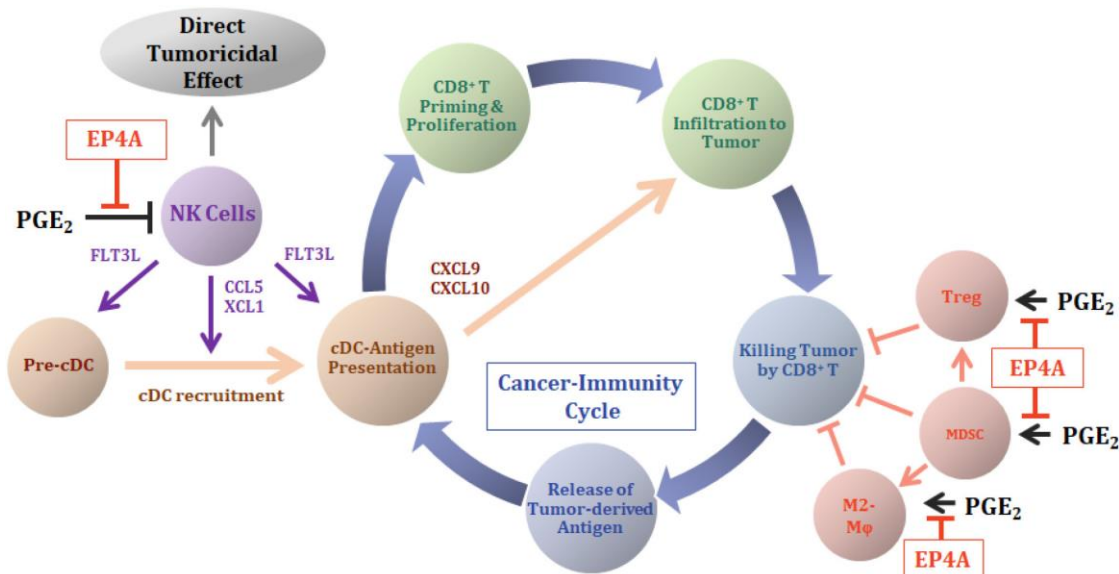 Direct
Tumoricidal
Effect
EP4A
PGE₂
NK Cells
FLT3L
FLT3L
CCL5
XCL1
Pre-cDC
cDC recruitment
cDC-Antigen
Presentation
CD8⁺ T
Priming &
Proliferation
CXCL9
CXCL10
CD8⁺ T
Infiltration to
Tumor
Cancer-Immunity
Cycle
Killing Tumor
by CD8⁺ T
Release of
Tumor-derived
Antigen
Treg
PGE₂
EP4A
MDSC
PGE₂
M2-
Mφ
PGE₂
EP4A